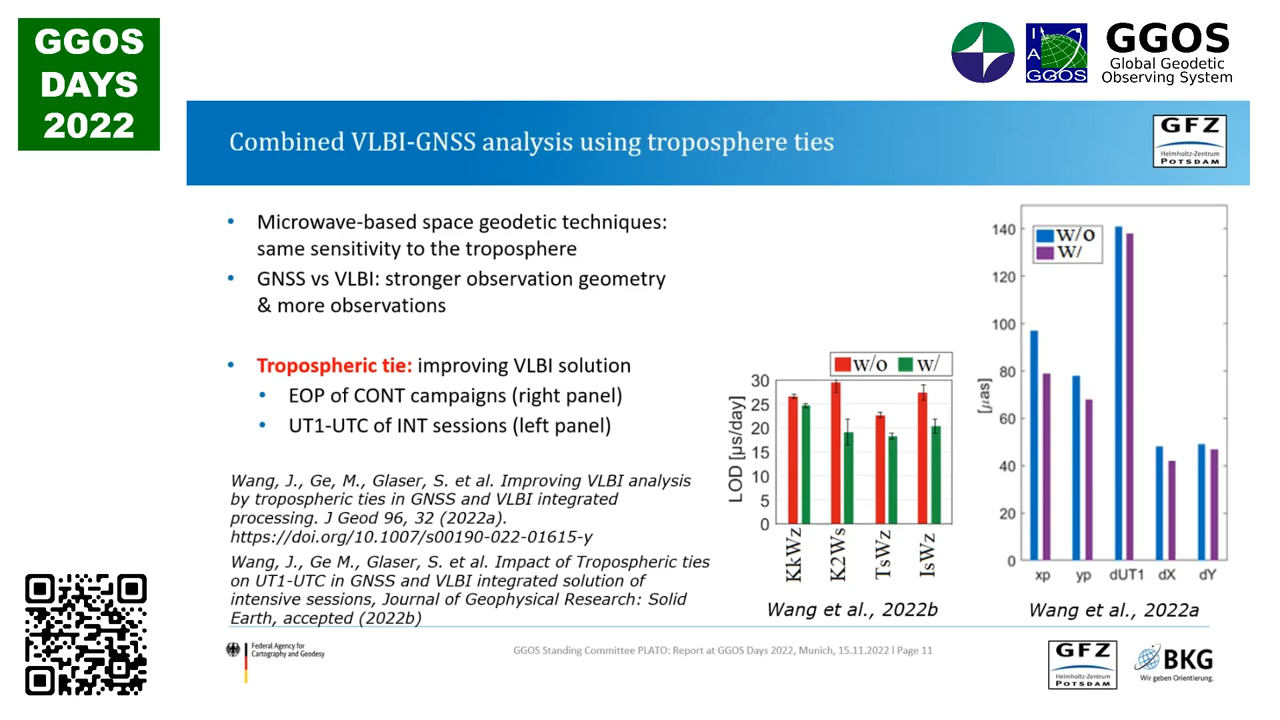 GGOS
DAYS
2022
I
A
GGOS
GGOS
Global Geodetic
Observing System
Combined VLBI-GNSS analysis using troposphere ties
GFZ
Helmholtz-Zentrum
POTSDAM
• Microwave-based space geodetic techniques:
same sensitivity to the troposphere
• GNSS vs VLBI: stronger observation geometry
& more observations
• Tropospheric tie: improving VLBI solution
• EOP of CONT campaigns (right panel)
• UT1-UTC of INT sessions (left panel)
Wang, J., Ge, M., Glaser, S. et al. Improving VLBI analysis
by tropospheric ties in GNSS and VLBI integrated
processing. J Geod 96, 32 (2022a).
https://doi.org/10.1007/s00190-022-01615-y
Wang, J., Ge M., Glaser, S. et al. Impact of Tropospheric ties
on UT1-UTC in GNSS and VLBI integrated solution of
intensive sessions, Journal of Geophysical Research: Solid
Earth, accepted (2022b)
w/o w/
LOD [µs/day]
30
25
20
15
10
5
0
KkWz K2Ws TsWz IsWz
Wang et al., 2022b
w/o
w/
[µas]
140
120
100
80
60
40
20
0
xp yp dUT1 dX dY
Wang et al., 2022a
Federal Agency for
Cartography and Geodesy
GGOS Standing Committee PLATO: Report at GGOS Days 2022, Munich, 15.11.2022 I Page 11
GFZ
Helmholtz-Zentrum
POTSDAM
BKG
Wir geben Orientierung.